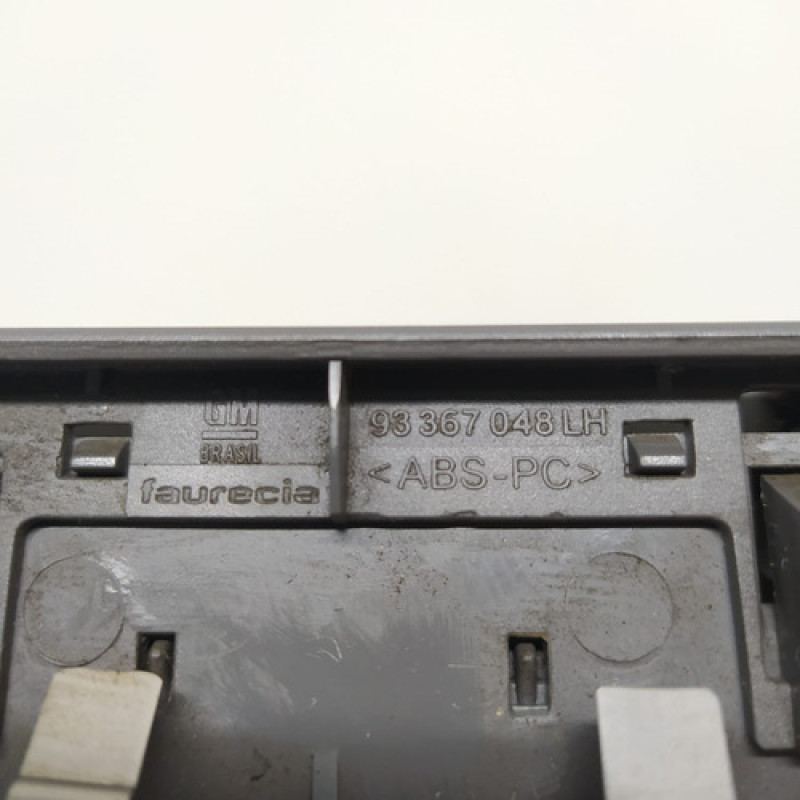 GM
BRASIL
faurecia
93 367 048 LH
<ABS-PC>